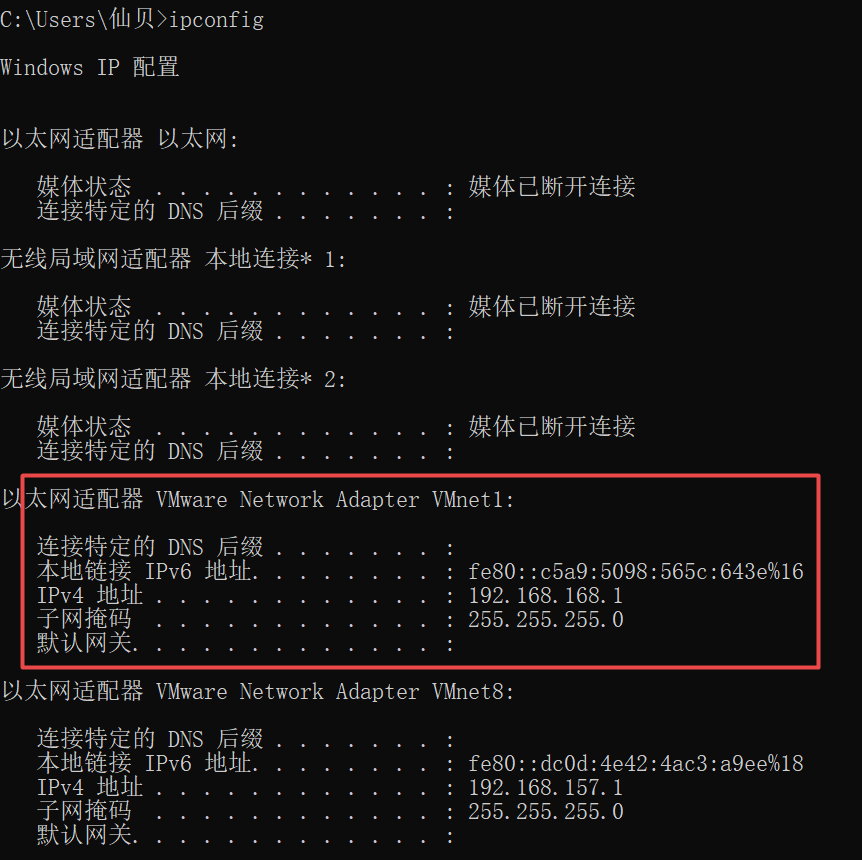 C:\Users\仙贝>ipconfig
Windows IP 配置
以太网适配器 以太网:
媒体状态  . . . . . . . . . . . . : 媒体已断开连接
连接特定的 DNS 后缀 . . . . . . . :
无线局域网适配器 本地连接* 1:
媒体状态  . . . . . . . . . . . . : 媒体已断开连接
连接特定的 DNS 后缀 . . . . . . . :
无线局域网适配器 本地连接* 2:
媒体状态  . . . . . . . . . . . . : 媒体已断开连接
连接特定的 DNS 后缀 . . . . . . . :
以太网适配器 VMware Network Adapter VMnet1:
连接特定的 DNS 后缀 . . . . . . . :
本地链接 IPv6 地址. . . . . . . . : fe80::c5a9:5098:565c:643e%16
IPv4 地址 . . . . . . . . . . . . : 192.168.168.1
子网掩码  . . . . . . . . . . . . : 255.255.255.0
默认网关. . . . . . . . . . . . . :
以太网适配器 VMware Network Adapter VMnet8:
连接特定的 DNS 后缀 . . . . . . . :
本地链接 IPv6 地址. . . . . . . . : fe80::dc0d:4e42:4ac3:a9ee%18
IPv4 地址 . . . . . . . . . . . . : 192.168.157.1
子网掩码  . . . . . . . . . . . . : 255.255.255.0
默认网关. . . . . . . . . . . . . :